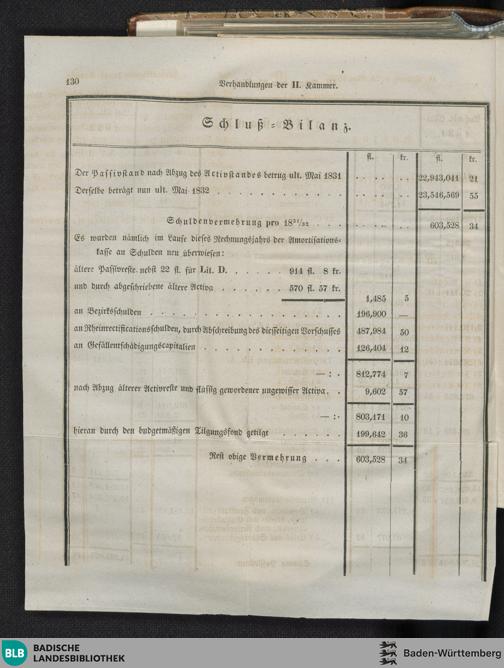 130
Verhandlungen der II. Kammer.
Schluß-Bilanz.
fl. kr. fl. kr.
Der Passivstand nach Abzug des Activstandes betrug ult. Mai 1831 . . . . . . 22,943,041 21
Derselbe beträgt nun ult. Mai 1832 . . . . . . . . . . . . 23,546,569 55
Schuldenvermehrung pro 18³¹/₃₂ . . . . . . . . . 603,528 34
Es wurden nämlich im Laufe dieses Rechnungsjahrs der Amortisations-
kasse an Schulden neu überwiesen:
ältere Passivreste nebst 22 fl. für Lit. D. . . . . . 914 fl. 8 kr.
und durch abgeschriebene ältere Activa . . . . . . 570 fl. 57 kr.
1,485 5
an Bezirksschulden . . . . . . . . . . . . . . . . 196,900 —
an Rheinrectificationsschulden, durch Abschreibung des diesseitigen Vorschusses 487,984 50
an Gefällentschädigungscapitalien . . . . . . . . . . . . 126,404 12
— : - 812,774 7
nach Abzug älterer Activreste und flüssig gewordener ungewisser Activa . . 9,602 57
— : - 803,171 10
hieran durch den budgetmäßigen Tilgungsfond getilgt . . . . . . 199,642 36
Rest obige Vermehrung . . . 603,528 34
BLB
BADISCHE
LANDESBIBLIOTHEK
Baden-Württemberg